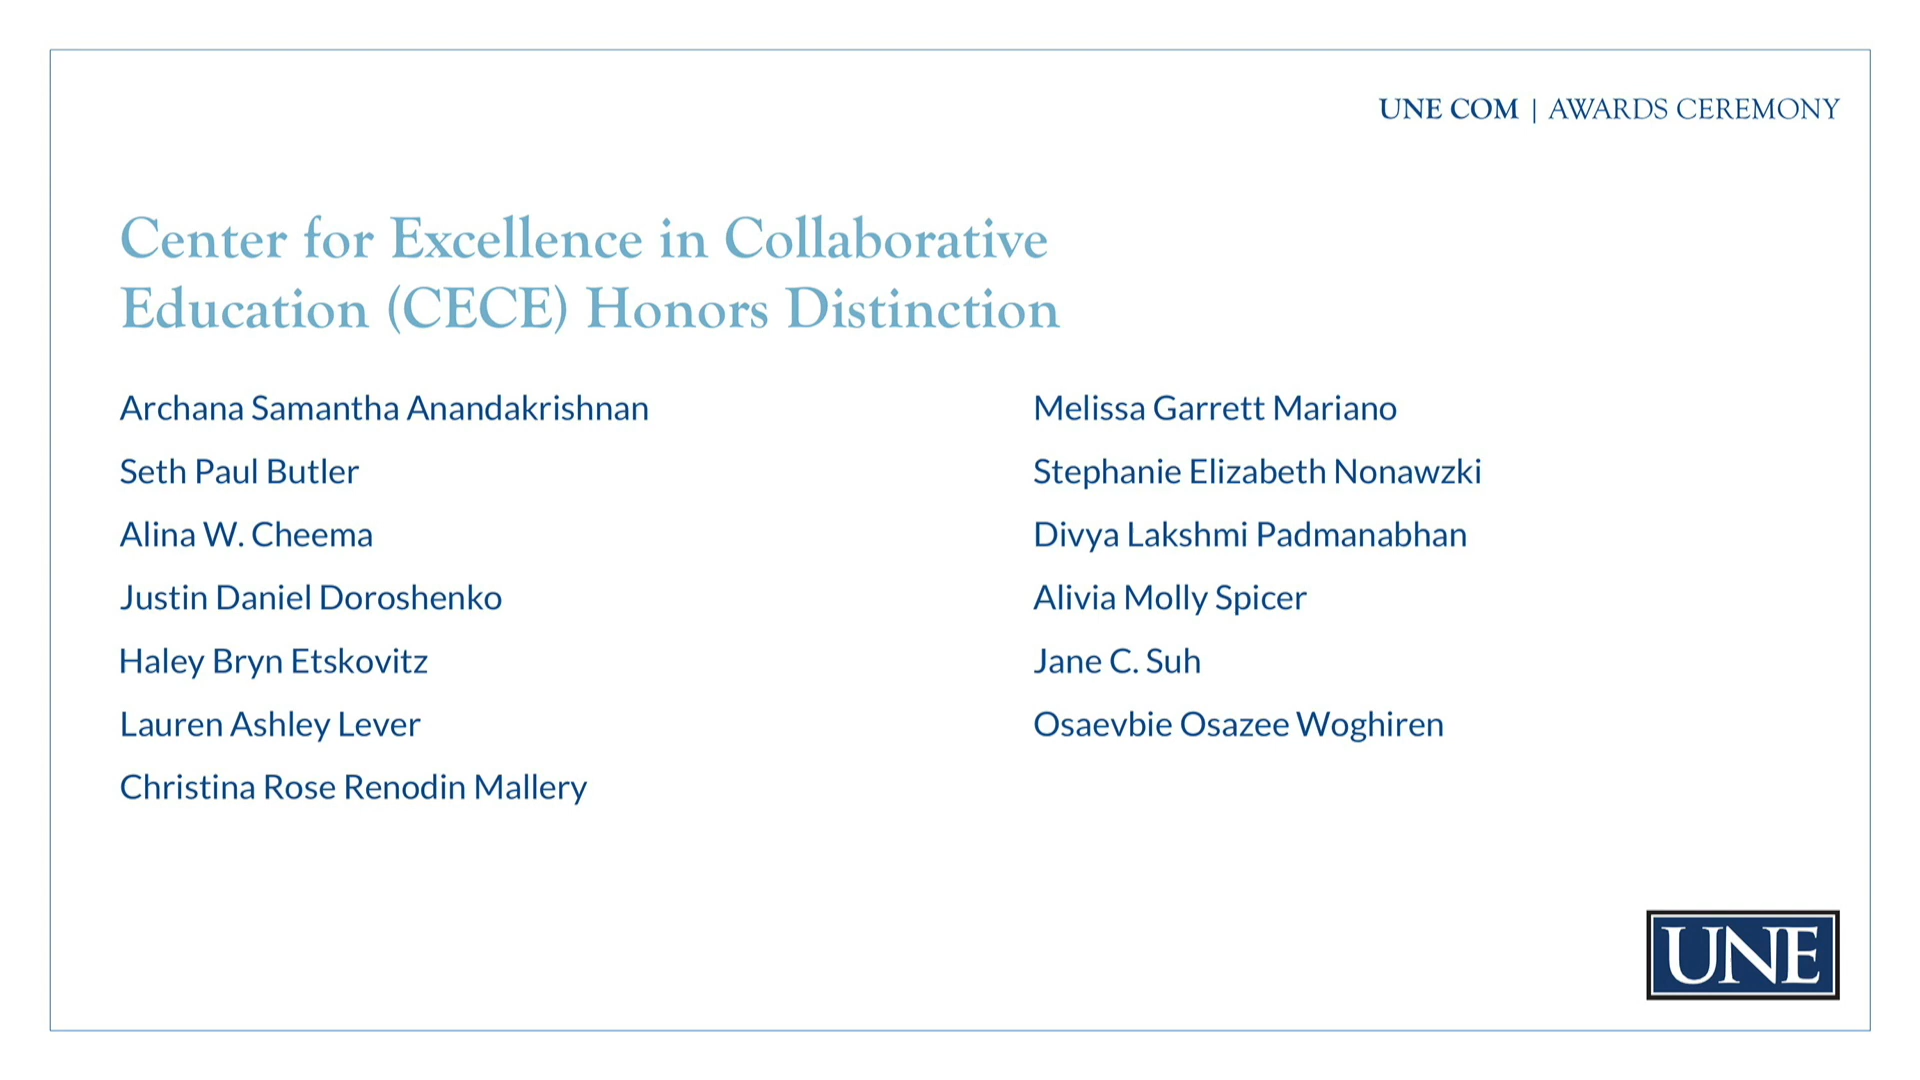 UNE COM | AWARDS CEREMONY
Center for Excellence in Collaborative
Education (CECE) Honors Distinction
Archana Samantha Anandakrishnan
Seth Paul Butler
Alina W. Cheema
Justin Daniel Doroshenko
Haley Bryn Etskovitz
Lauren Ashley Lever
Christina Rose Renodin Mallery
Melissa Garrett Mariano
Stephanie Elizabeth Nonawzki
Divya Lakshmi Padmanabhan
Alivia Molly Spicer
Jane C. Suh
Osaevbie Osazee Woghiren
UNE